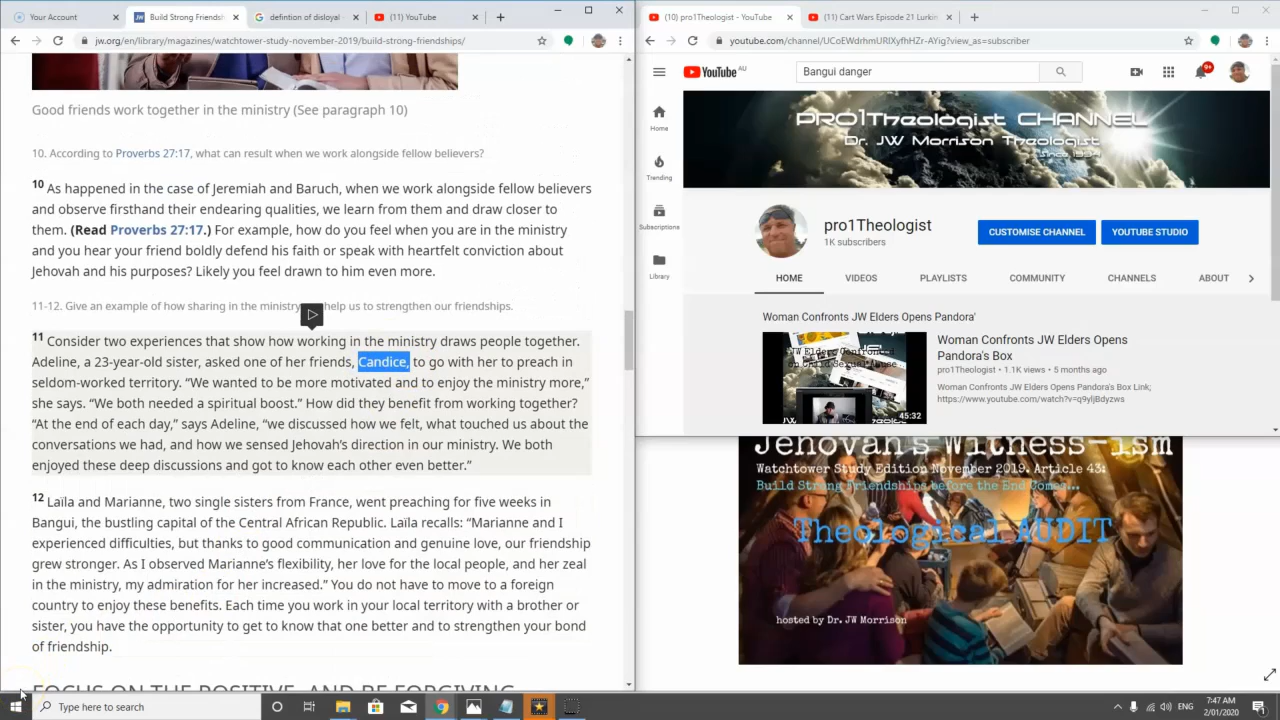 Your Account
Build Strong Friendsh
defintion of disloyal
(11) YouTube
jw.org/en/library/magazines/watchtower-study-november-2019/build-strong-friendships/
Good friends work together in the ministry (See paragraph 10)
10. According to Proverbs 27:17, what can result when we work alongside fellow believers?
10 As happened in the case of Jeremiah and Baruch, when we work alongside fellow believers
and observe firsthand their endearing qualities, we learn from them and draw closer to
them. (Read Proverbs 27:17.) For example, how do you feel when you are in the ministry
and you hear your friend boldly defend his faith or speak with heartfelt conviction about
Jehovah and his purposes? Likely you feel drawn to him even more.
11-12. Give an example of how sharing in the ministry help us to strengthen our friendships.
11 Consider two experiences that show how working in the ministry draws people together.
Adeline, a 23-year-old sister, asked one of her friends, Candice, to go with her to preach in
seldom-worked territory. “We wanted to be more motivated and to enjoy the ministry more,”
she says. “We both needed a spiritual boost.” How did they benefit from working together?
“At the end of each day,” says Adeline, “we discussed how we felt, what touched us about the
conversations we had, and how we sensed Jehovah’s direction in our ministry. We both
enjoyed these deep discussions and got to know each other even better.”
12 Laila and Marianne, two single sisters from France, went preaching for five weeks in
Bangui, the bustling capital of the Central African Republic. Laila recalls: “Marianne and I
experienced difficulties, but thanks to good communication and genuine love, our friendship
grew stronger. As I observed Marianne’s flexibility, her love for the local people, and her zeal
in the ministry, my admiration for her increased.” You do not have to move to a foreign
country to enjoy these benefits. Each time you work in your local territory with a brother or
sister, you have the opportunity to get to know that one better and to strengthen your bond
of friendship.
FOCUS ON THE POSITIVE, AND BE FORGIVING
(10) pro1Theologist - YouTube
(11) Cart Wars Episode 21 Lurkin
youtube.com/channel/UCoEWdrhmURlXyfhHZr-AYig?view_as=subscriber
YouTube AU
Bangui danger
9+
Home
Trending
Subscriptions
Library
PRO1Theologist CHANNEL
Dr. JW Morrison Theologist
since 1994
pro1Theologist
1K subscribers
CUSTOMISE CHANNEL
YOUTUBE STUDIO
HOME
VIDEOS
PLAYLISTS
COMMUNITY
CHANNELS
ABOUT
Woman Confronts JW Elders Opens Pandora'
45:32
Woman Confronts JW Elders Opens
Pandora's Box
pro1Theologist • 1.1K views • 5 months ago
Woman Confronts JW Elders Opens Pandora's Box Link;
https://www.youtube.com/watch?v=q9yljBdyzws
Jehovah's Witness-ism
Watchtower Study Edition November 2019. Article 43:
Build Strong Friendships before the End Comes...
Theological AUDIT
hosted by Dr. JW Morrison
Type here to search
ENG
7:47 AM
2/01/2020